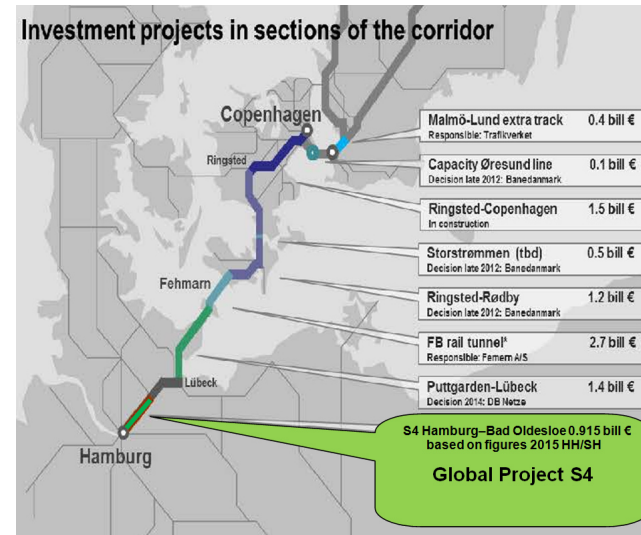 Investment projects in sections of the corridor
Copenhagen
Ringsted
Fehmarn
Lübeck
Hamburg
Malmö-Lund extra track 0.4 bill €
Responsible: Trafikverket
Capacity Øresund line 0.1 bill €
Decision late 2012: Banedanmark
Ringsted-Copenhagen 1.5 bill €
In construction
Storstrømmen (tbd) 0.5 bill €
Decision late 2012: Banedanmark
Ringsted-Rødby 1.2 bill €
Decision late 2012: Banedanmark
FB rail tunnel* 2.7 bill €
Responsible: Femern A/S
Puttgarden-Lübeck 1.4 bill €
Decision 2014: DB Netze
S4 Hamburg–Bad Oldesloe 0.915 bill €
based on figures 2015 HH/SH
Global Project S4